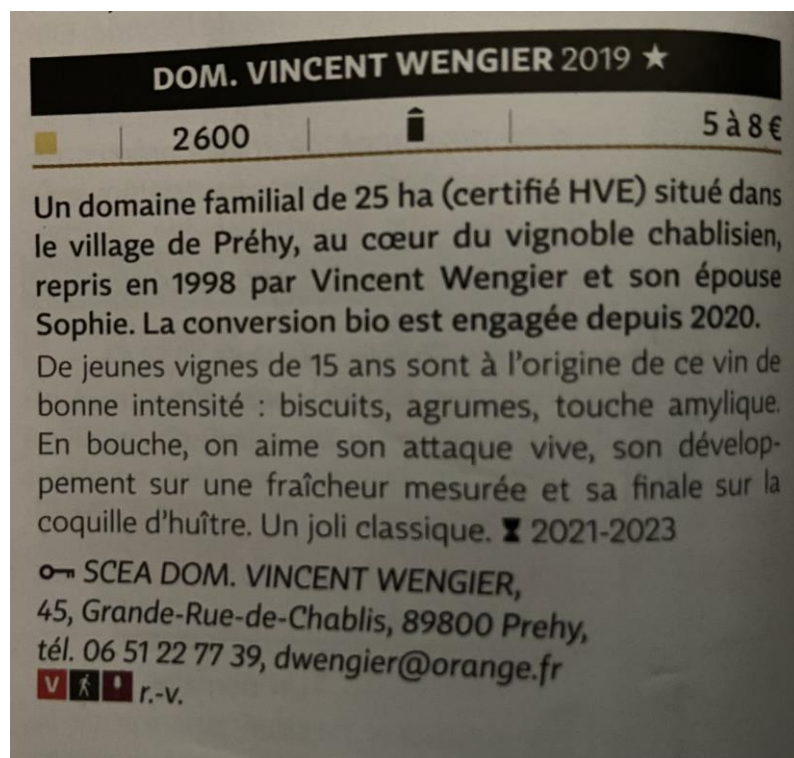 DOM. VINCENT WENGIER 2019 ★
2600 5 à 8 €
Un domaine familial de 25 ha (certifié HVE) situé dans
le village de Préhy, au cœur du vignoble chablisien,
repris en 1998 par Vincent Wengier et son épouse
Sophie. La conversion bio est engagée depuis 2020.
De jeunes vignes de 15 ans sont à l'origine de ce vin de
bonne intensité : biscuits, agrumes, touche amylique.
En bouche, on aime son attaque vive, son dévelop-
pement sur une fraîcheur mesurée et sa finale sur la
coquille d'huître. Un joli classique. ⧗ 2021-2023
SCEA DOM. VINCENT WENGIER,
45, Grande-Rue-de-Chablis, 89800 Prehy,
tél. 06 51 22 77 39, dwengier@orange.fr
V r.-v.